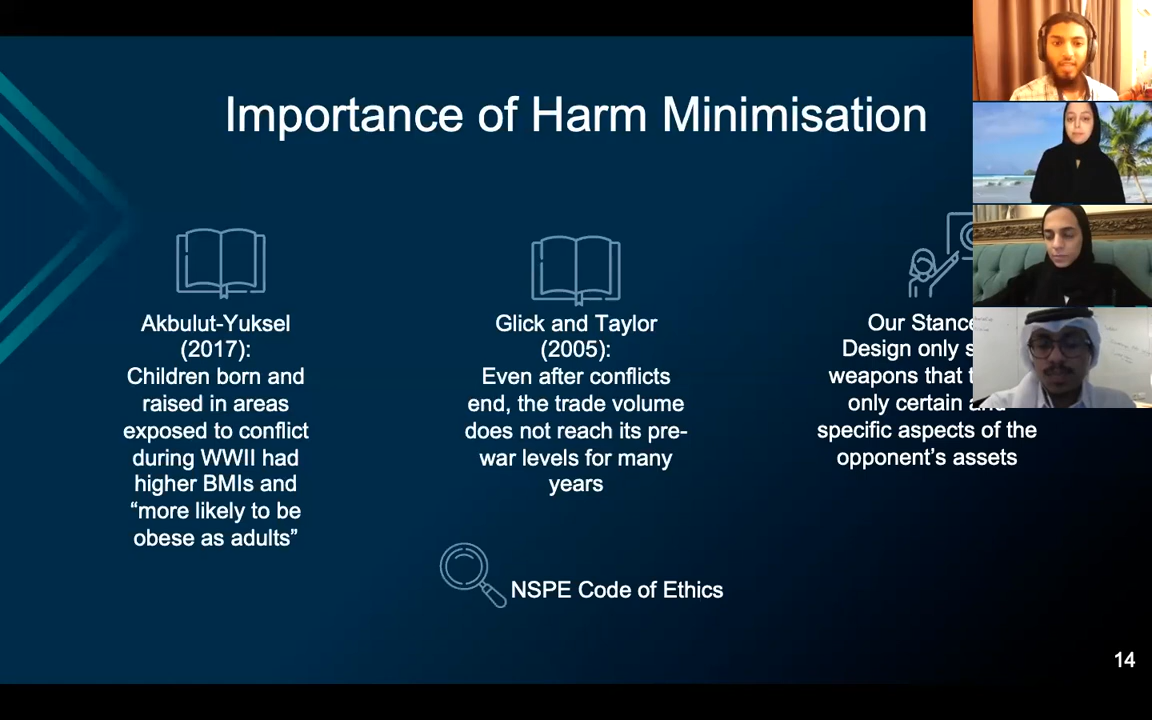 Importance of Harm Minimisation
Akbulut-Yuksel
(2017):
Children born and
raised in areas
exposed to conflict
during WWII had
higher BMIs and
“more likely to be
obese as adults”
Glick and Taylor
(2005):
Even after conflicts
end, the trade volume
does not reach its pre-
war levels for many
years
Our Stance
Design only
weapons that
only certain
specific aspects of the
opponent’s assets
NSPE Code of Ethics
14